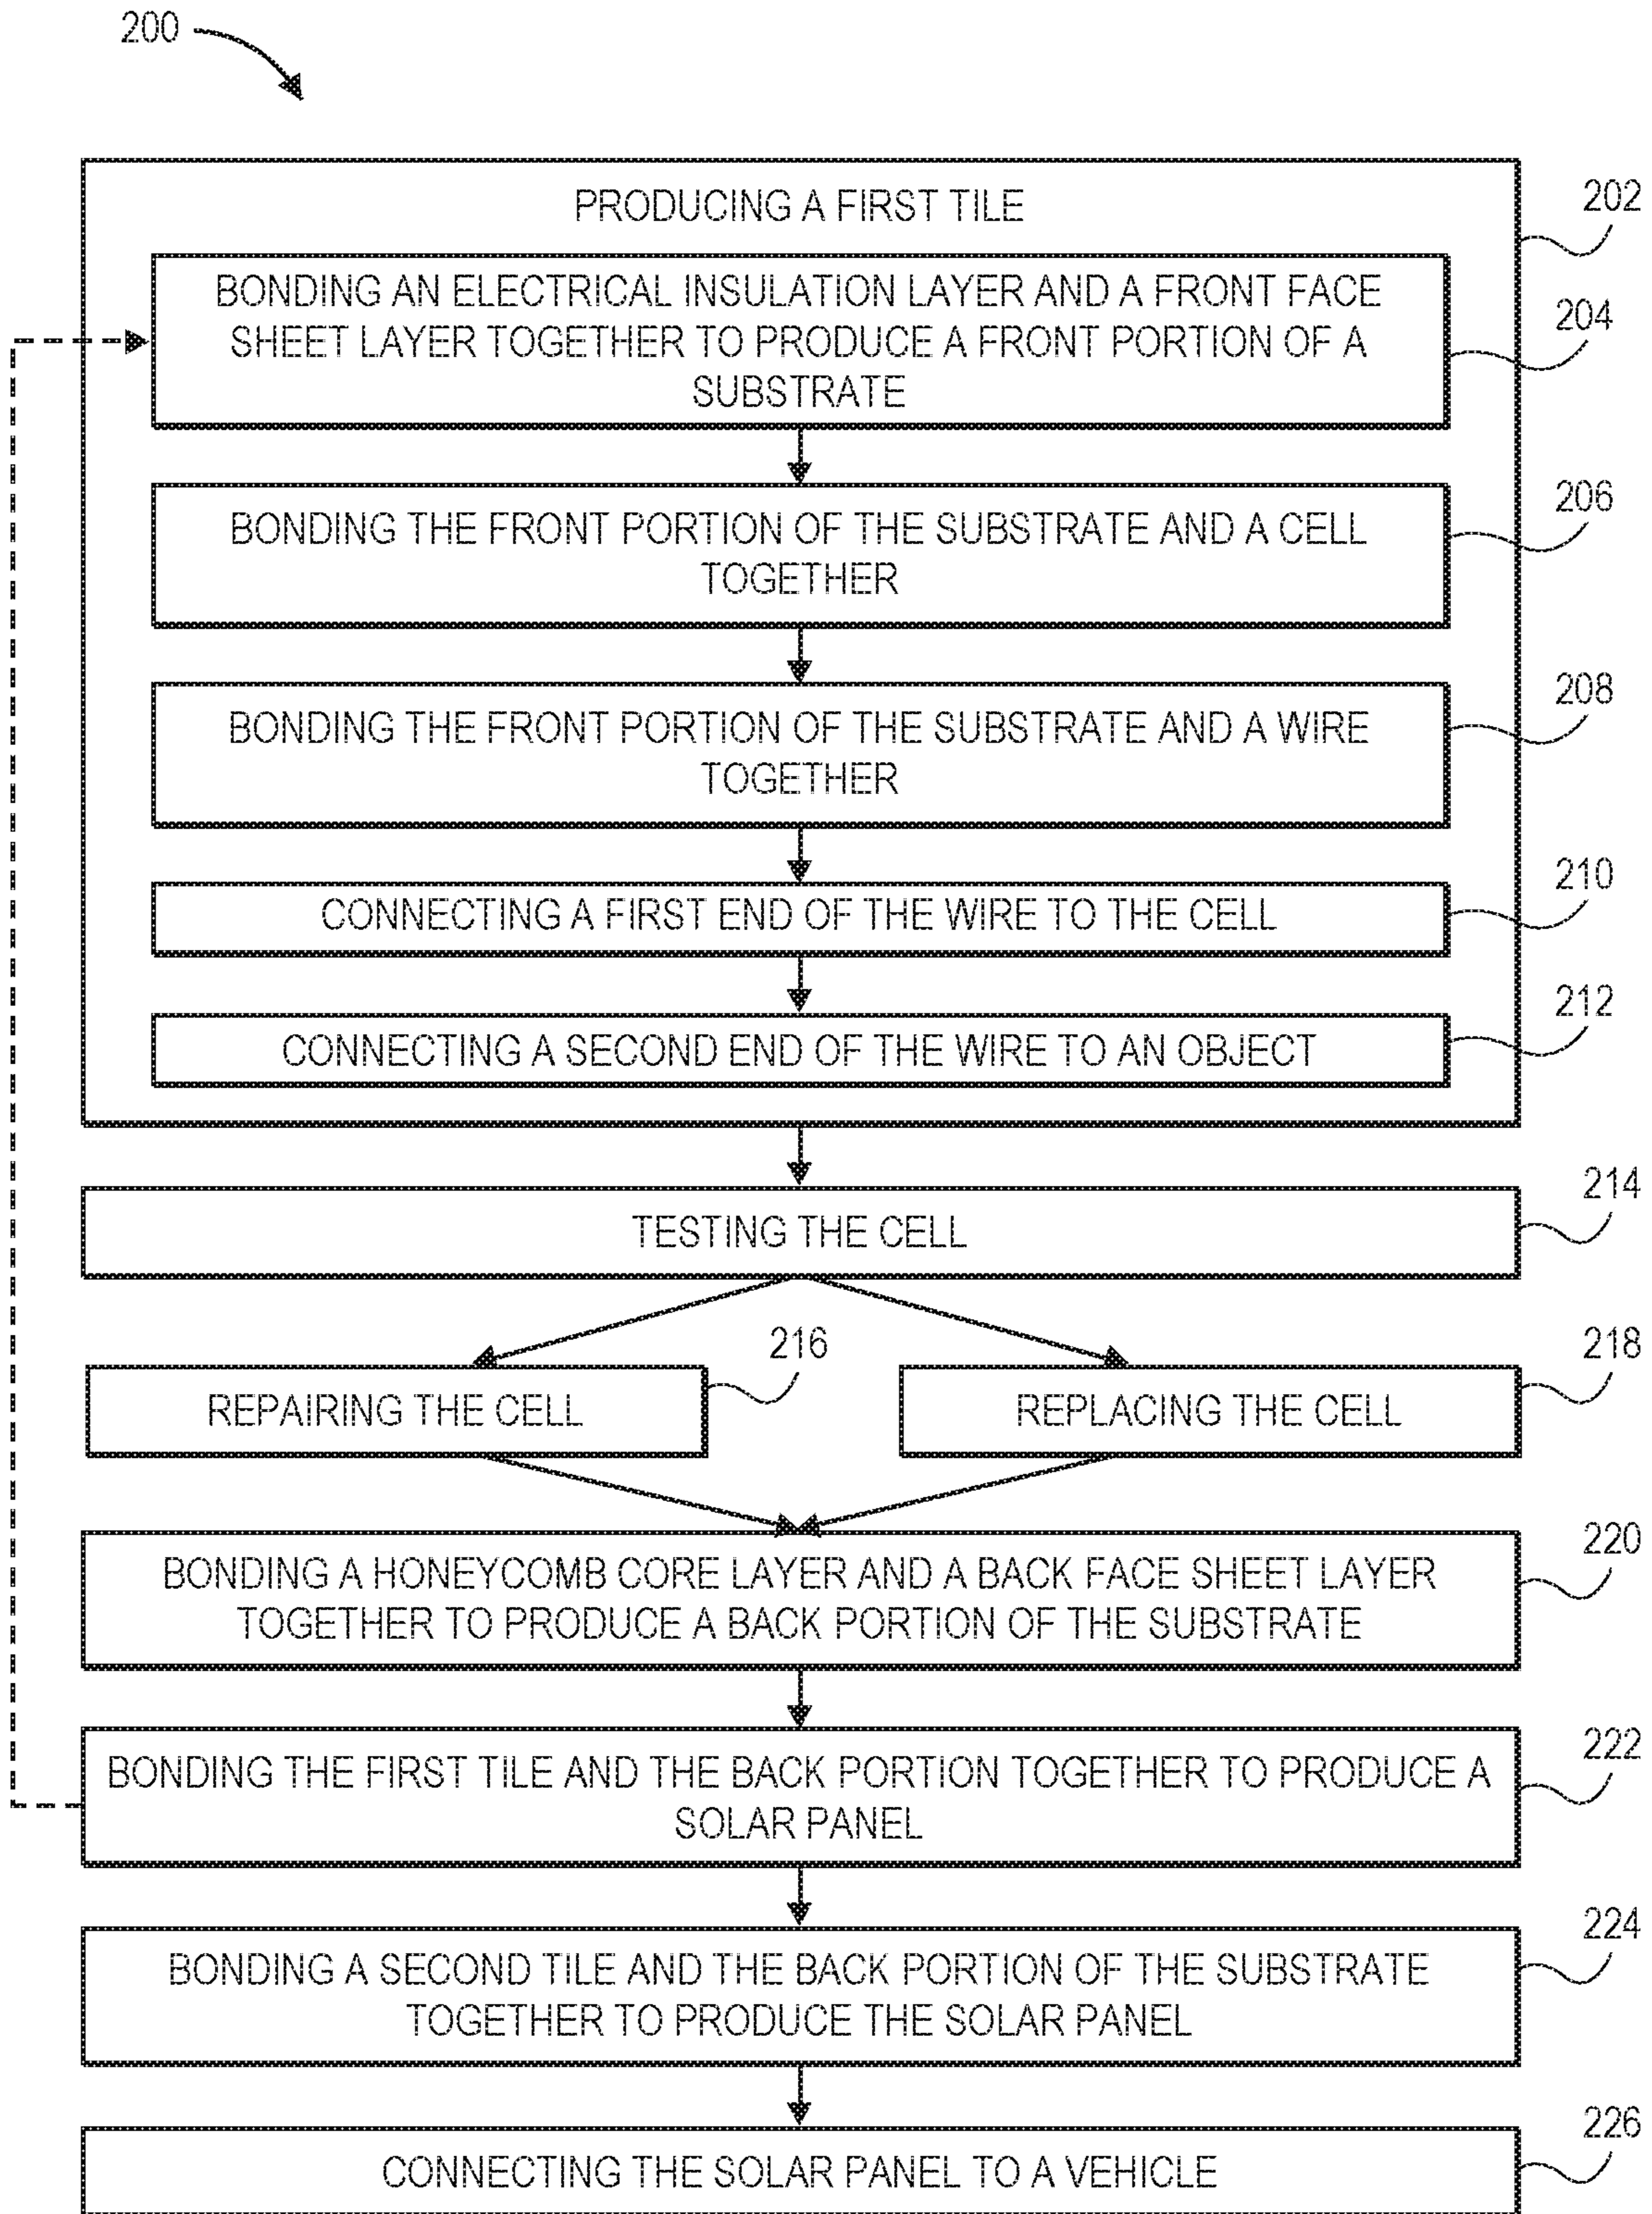 200
PRODUCING A FIRST TILE
202
BONDING AN ELECTRICAL INSULATION LAYER AND A FRONT FACE
SHEET LAYER TOGETHER TO PRODUCE A FRONT PORTION OF A
SUBSTRATE
204
BONDING THE FRONT PORTION OF THE SUBSTRATE AND A CELL
TOGETHER
206
BONDING THE FRONT PORTION OF THE SUBSTRATE AND A WIRE
TOGETHER
208
CONNECTING A FIRST END OF THE WIRE TO THE CELL
210
CONNECTING A SECOND END OF THE WIRE TO AN OBJECT
212
TESTING THE CELL
214
REPAIRING THE CELL
216
REPLACING THE CELL
218
BONDING A HONEYCOMB CORE LAYER AND A BACK FACE SHEET LAYER
TOGETHER TO PRODUCE A BACK PORTION OF THE SUBSTRATE
220
BONDING THE FIRST TILE AND THE BACK PORTION TOGETHER TO PRODUCE A
SOLAR PANEL
222
BONDING A SECOND TILE AND THE BACK PORTION OF THE SUBSTRATE
TOGETHER TO PRODUCE THE SOLAR PANEL
224
CONNECTING THE SOLAR PANEL TO A VEHICLE
226